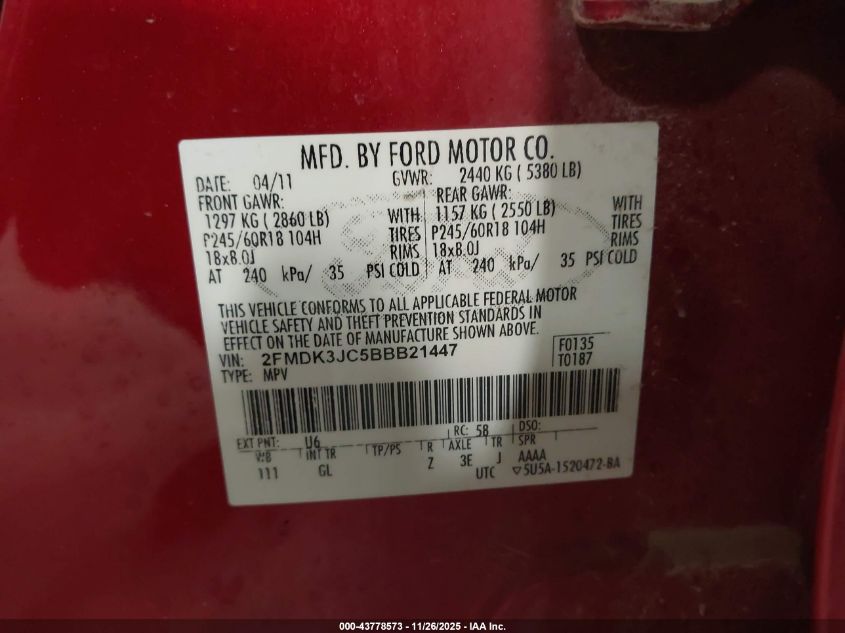 MFD. BY FORD MOTOR CO.
DATE: 04/11 GVWR: 2440 KG ( 5380 LB)
FRONT GAWR: REAR GAWR:
1297 KG ( 2860 LB) WITH 1157 KG ( 2550 LB) WITH
P245/60R18 104H TIRES P245/60R18 104H TIRES
18x8.0J RIMS 18x8.0J RIMS
AT 240 kPa/ 35 PSI COLD AT 240 kPa/ 35 PSI COLD
THIS VEHICLE CONFORMS TO ALL APPLICABLE FEDERAL MOTOR
VEHICLE SAFETY AND THEFT PREVENTION STANDARDS IN
EFFECT ON THE DATE OF MANUFACTURE SHOWN ABOVE.
VIN: 2FMDK3JC5BBB21447 F0135
TYPE: MPV T0187
EXT PNT: U6 RC: 5B DSO:
WB INT TR TP/PS R AXLE TR SPR
111 GL Z 3E J AAAA
UTC ▽5U5A-1520472-BA
000-43778573 - 11/26/2025 - IAA Inc.